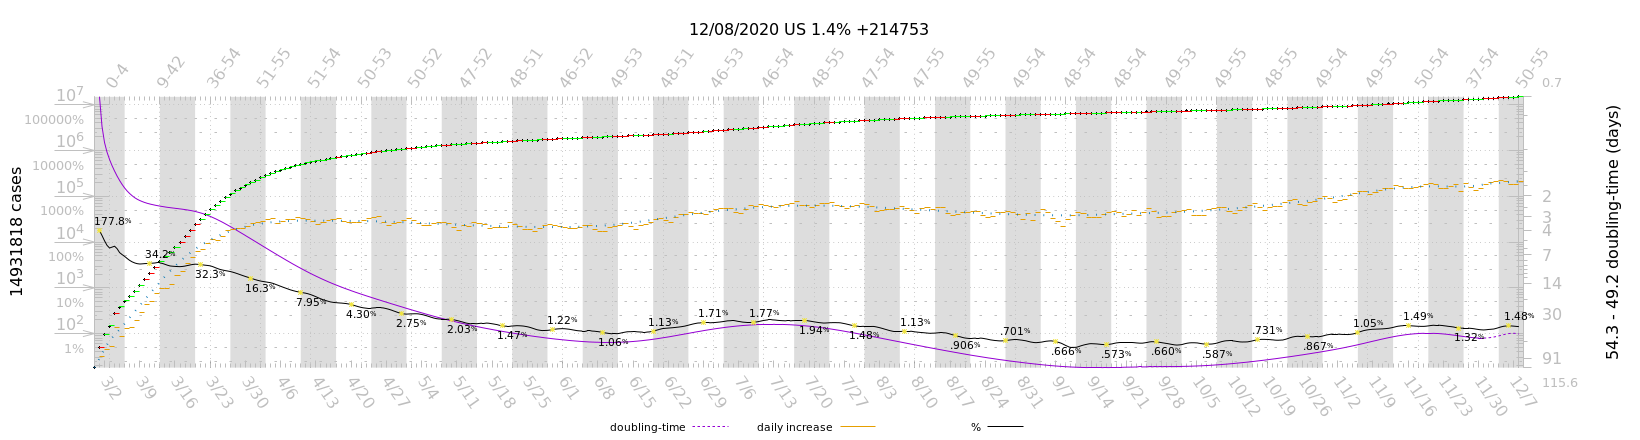 12/08/2020 US 1.4% +214753
0-4 9-42 36-54 51-55 51-54 50-53 50-52 47-52 48-51 46-52 49-53 48-51 46-53 46-54 48-55 47-54 47-55 49-55 49-54 48-54 48-54 49-53 49-55 48-55 49-54 49-55 50-54 37-54 50-55
10⁷ 0.7
100000%
10⁶
10000%
10⁵ 2
1000% 3
10⁴ 4
100% 7
10³ 14
10% 30
10² 
1% 91
115.6
14931818 cases
54.3 - 49.2 doubling-time (days)
177.8% 34.2% 32.3% 16.3% 7.95% 4.30% 2.75% 2.03% 1.47% 1.22% 1.06% 1.13% 1.71% 1.77% 1.94% 1.48% 1.13% .906% .701% .666% .573% .660% .587% .731% .867% 1.05% 1.49% 1.32% 1.48%
3/2 3/9 3/16 3/23 3/30 4/6 4/13 4/20 4/27 5/4 5/11 5/18 5/25 6/1 6/8 6/15 6/22 6/29 7/6 7/13 7/20 7/27 8/3 8/10 8/17 8/24 8/31 9/7 9/14 9/21 9/28 10/5 10/12 10/19 10/26 11/2 11/9 11/16 11/23 11/30 12/7
doubling-time daily increase %